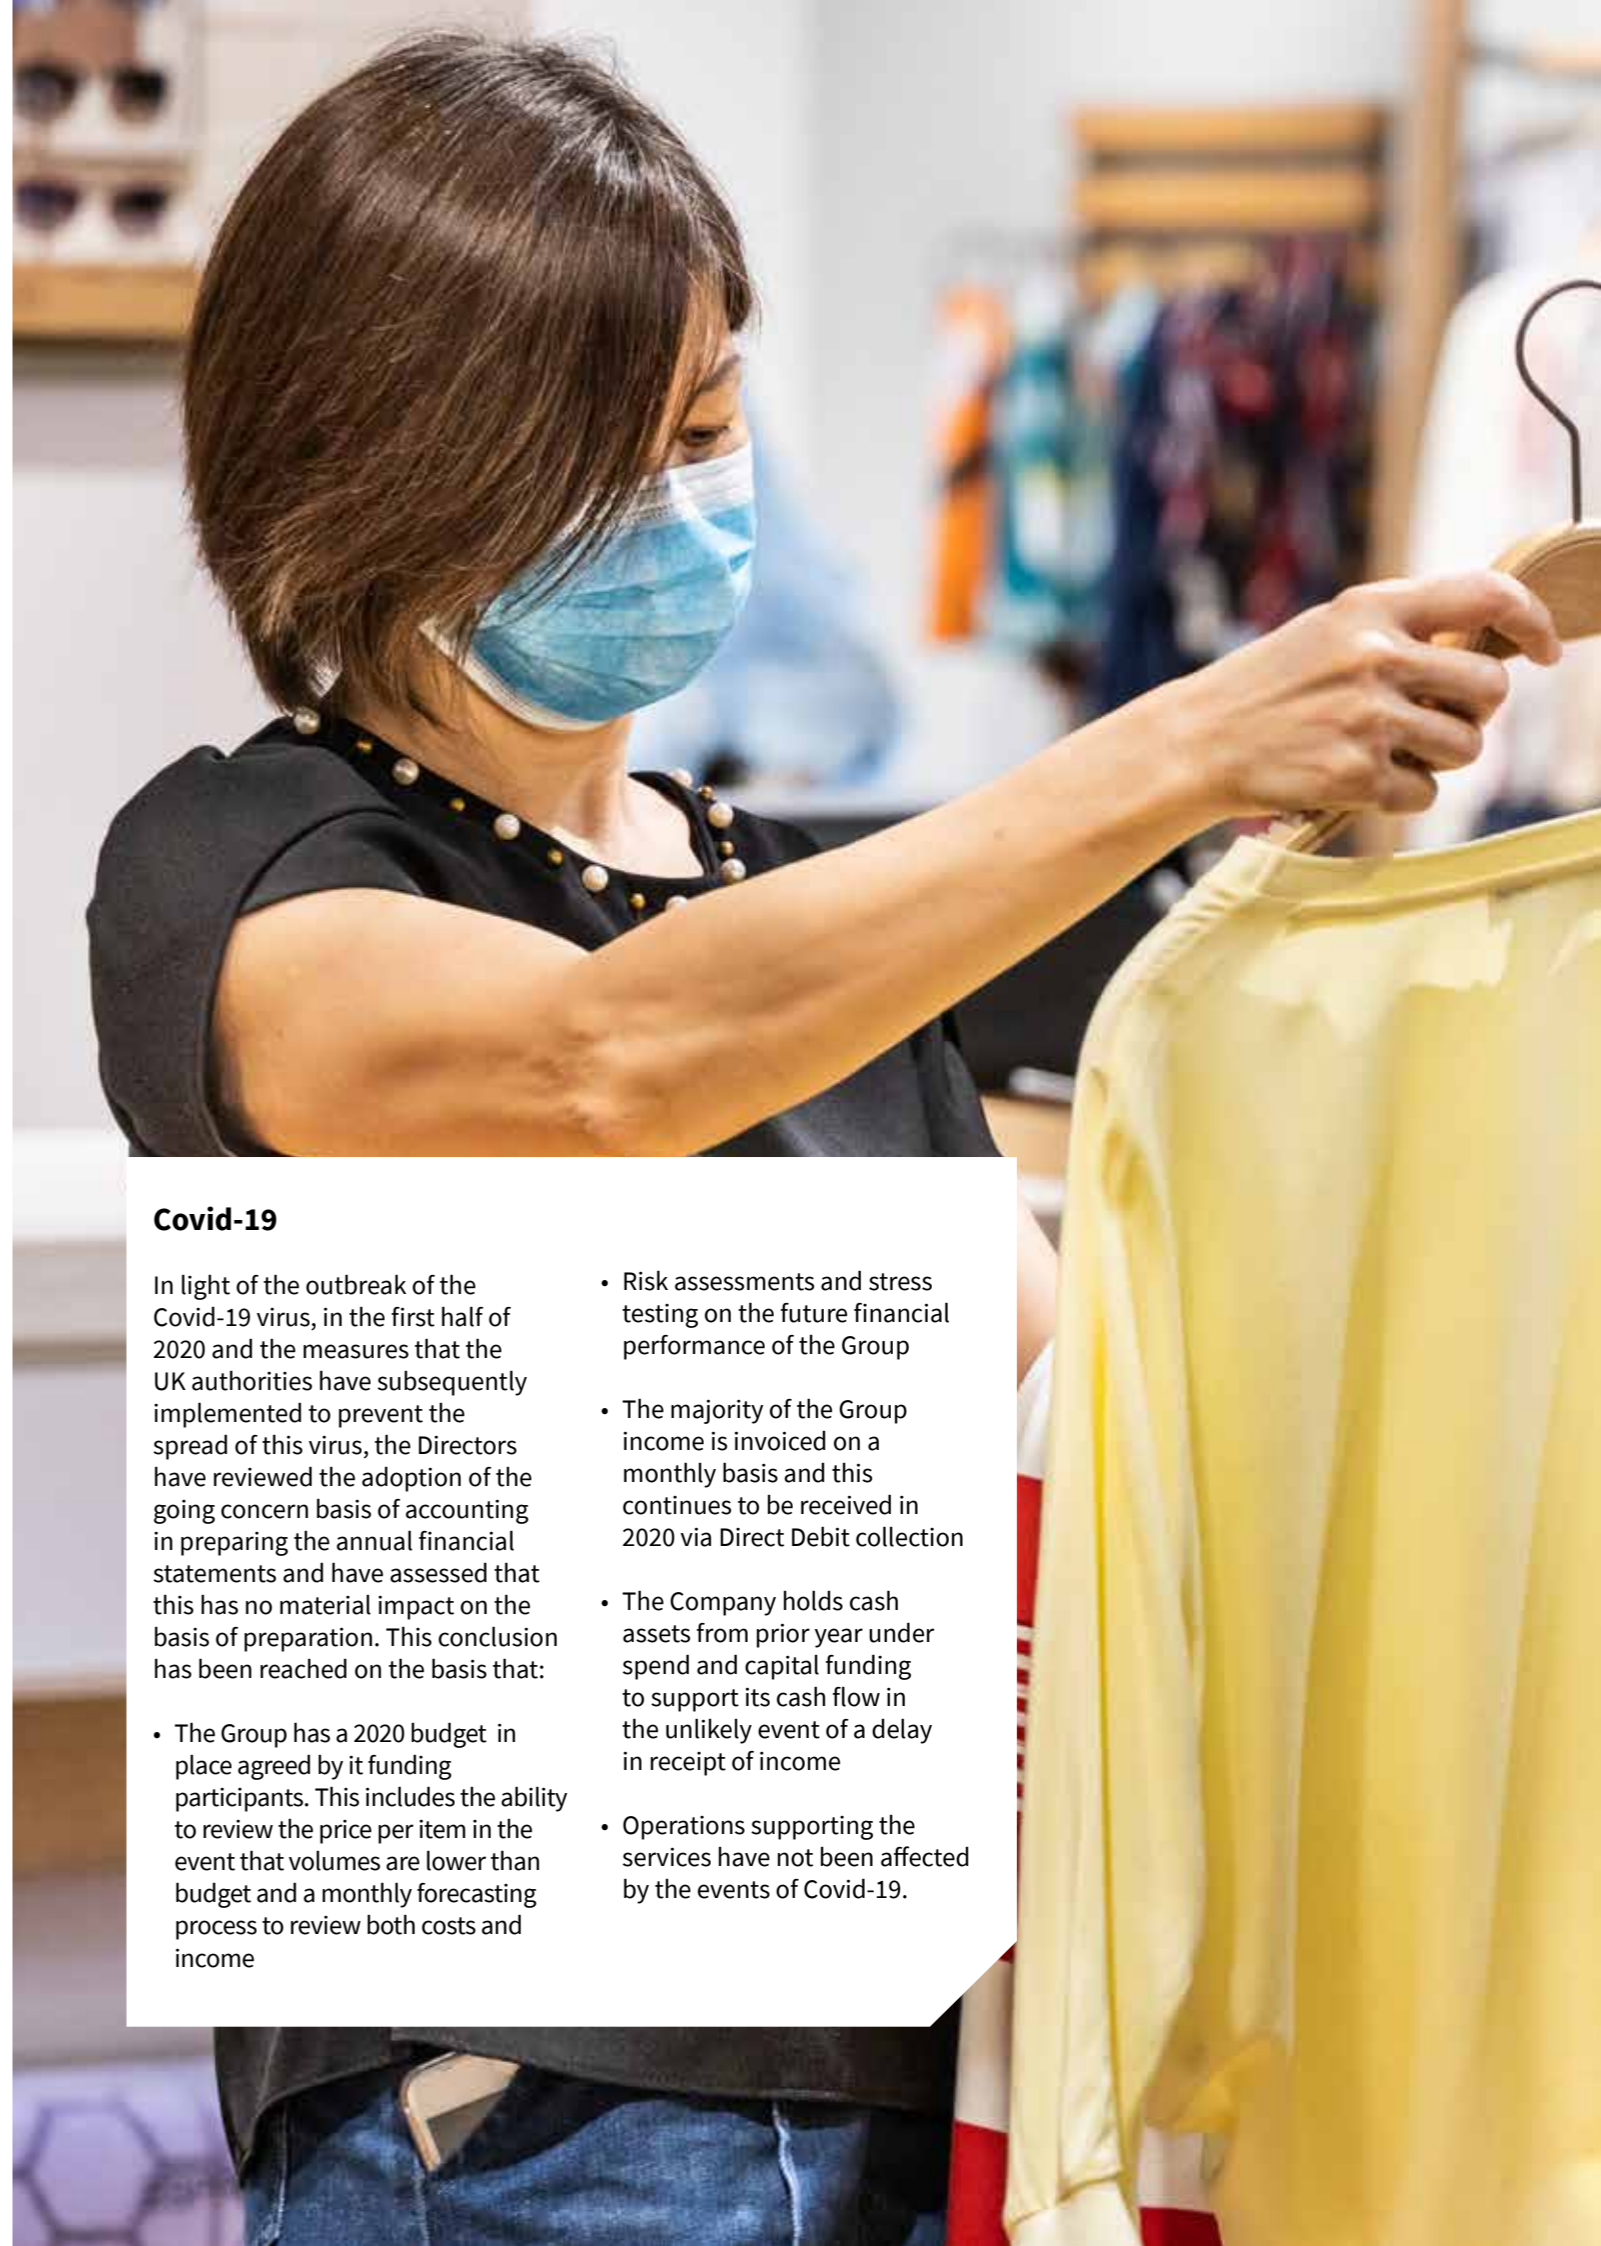 Covid-19
In light of the outbreak of the
Covid-19 virus, in the first half of
2020 and the measures that the
UK authorities have subsequently
implemented to prevent the
spread of this virus, the Directors
have reviewed the adoption of the
going concern basis of accounting
in preparing the annual financial
statements and have assessed that
this has no material impact on the
basis of preparation. This conclusion
has been reached on the basis that:
• The Group has a 2020 budget in
place agreed by it funding
participants. This includes the ability
to review the price per item in the
event that volumes are lower than
budget and a monthly forecasting
process to review both costs and
income
• Risk assessments and stress
testing on the future financial
performance of the Group
• The majority of the Group
income is invoiced on a
monthly basis and this
continues to be received in
2020 via Direct Debit collection
• The Company holds cash
assets from prior year under
spend and capital funding
to support its cash flow in
the unlikely event of a delay
in receipt of income
• Operations supporting the
services have not been affected
by the events of Covid-19.